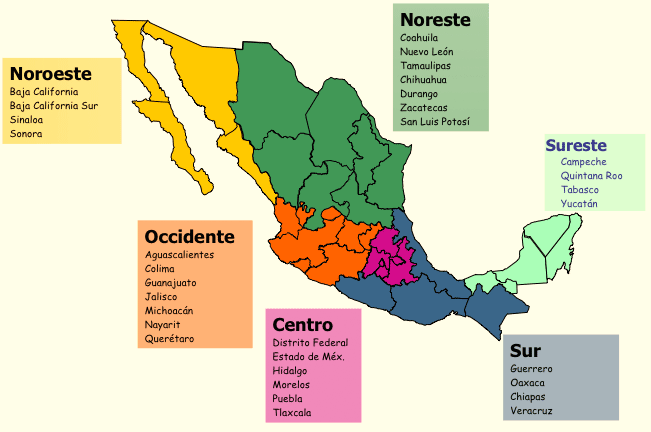 Noroeste
Baja California
Baja California Sur
Sinaloa
Sonora
Noreste
Coahuila
Nuevo León
Tamaulipas
Chihuahua
Durango
Zacatecas
San Luis Potosí
Sureste
Campeche
Quintana Roo
Tabasco
Yucatán
Occidente
Aguascalientes
Colima
Guanajuato
Jalisco
Michoacán
Nayarit
Querétaro
Centro
Distrito Federal
Estado de Méx.
Hidalgo
Morelos
Puebla
Tlaxcala
Sur
Guerrero
Oaxaca
Chiapas
Veracruz